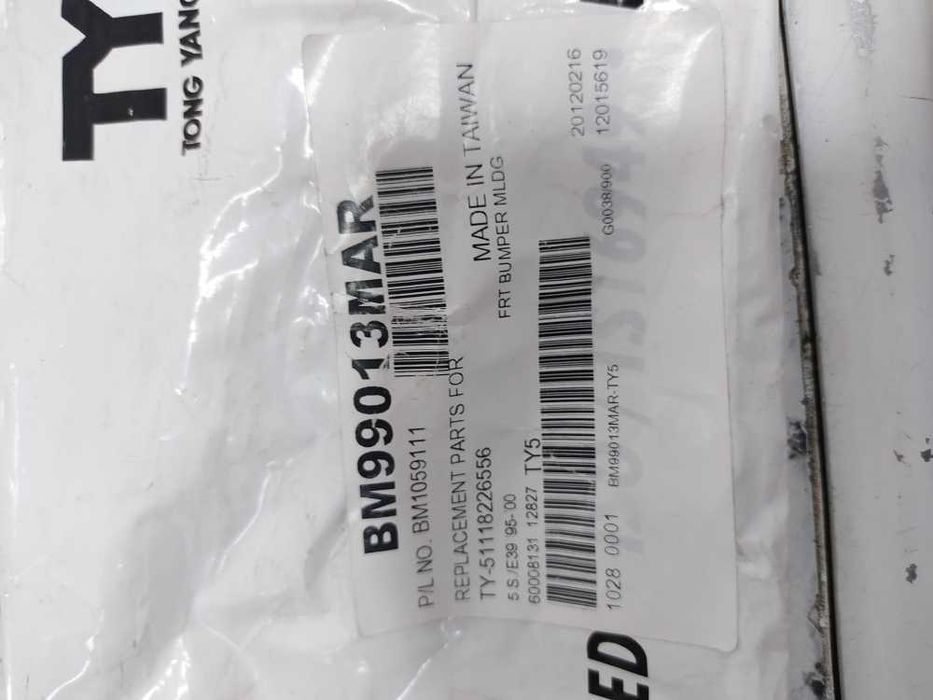 TY
TONG YANG
BM99013MAR
P/L NO. BM1059111
REPLACEMENT PARTS FOR
MADE IN TAIWAN
TY-51118226556
FRT BUMPER MLDG
5 S /E39 95-00
60008131 12827 TY5
20120216
1028 0001 BM99013MAR-TY5 G0038/900 12015619
ED